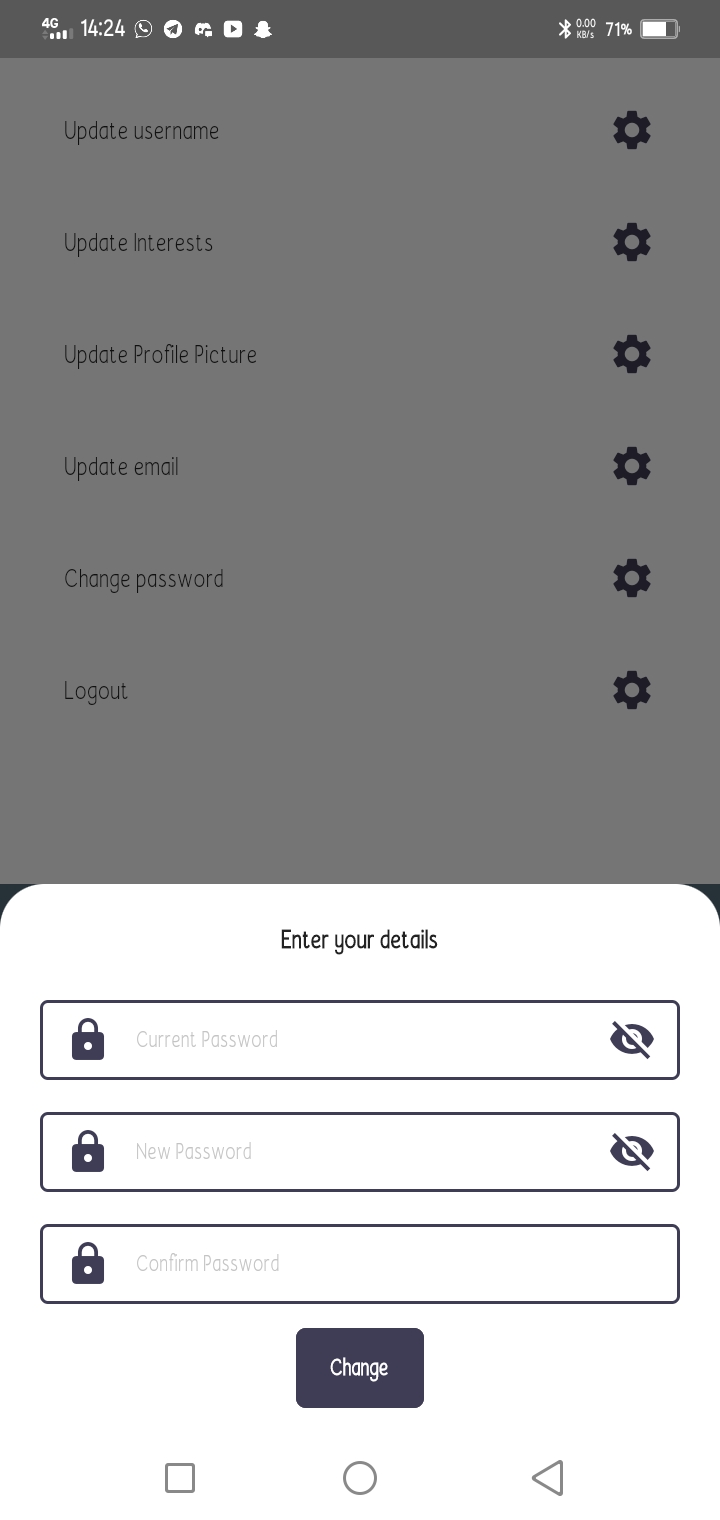 4G 14:24 0.00 KB/s 71%
Update username
Update Interests
Update Profile Picture
Update email
Change password
Logout
Enter your details
Current Password
New Password
Confirm Password
Change